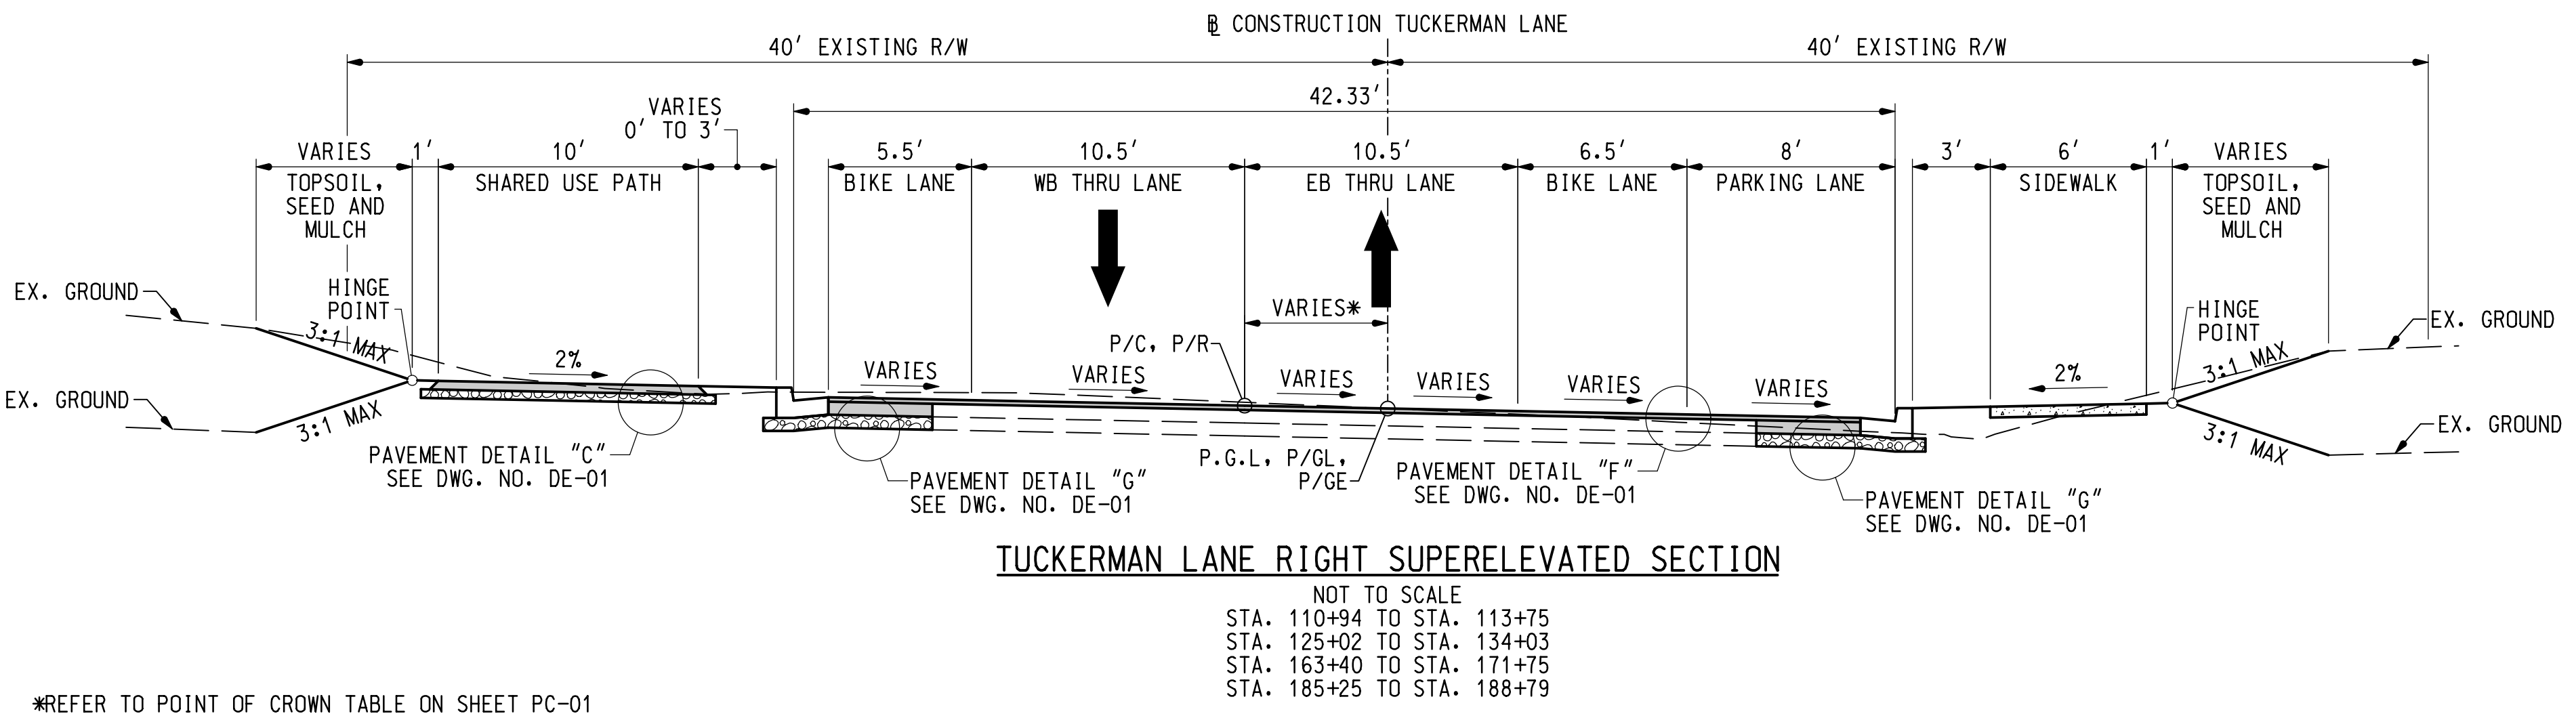 ℄ CONSTRUCTION TUCKERMAN LANE
40' EXISTING R/W
40' EXISTING R/W
42.33'
VARIES
0' TO 3'
VARIES
TOPSOIL,
SEED AND
MULCH
1'
10'
SHARED USE PATH
5.5'
BIKE LANE
10.5'
WB THRU LANE
10.5'
EB THRU LANE
6.5'
BIKE LANE
8'
PARKING LANE
3'
6'
SIDEWALK
1'
VARIES
TOPSOIL,
SEED AND
MULCH
EX. GROUND
HINGE
POINT
3:1 MAX
2%
EX. GROUND
3:1 MAX
VARIES*
P/C, P/R
VARIES
VARIES
VARIES
VARIES
VARIES
VARIES
2%
HINGE
POINT
3:1 MAX
EX. GROUND
3:1 MAX
EX. GROUND
PAVEMENT DETAIL "C"
SEE DWG. NO. DE-01
PAVEMENT DETAIL "G"
SEE DWG. NO. DE-01
P.G.L, P/GL,
P/GE
PAVEMENT DETAIL "F"
SEE DWG. NO. DE-01
PAVEMENT DETAIL "G"
SEE DWG. NO. DE-01
TUCKERMAN LANE RIGHT SUPERELEVATED SECTION
NOT TO SCALE
STA. 110+94 TO STA. 113+75
STA. 125+02 TO STA. 134+03
STA. 163+40 TO STA. 171+75
STA. 185+25 TO STA. 188+79
*REFER TO POINT OF CROWN TABLE ON SHEET PC-01